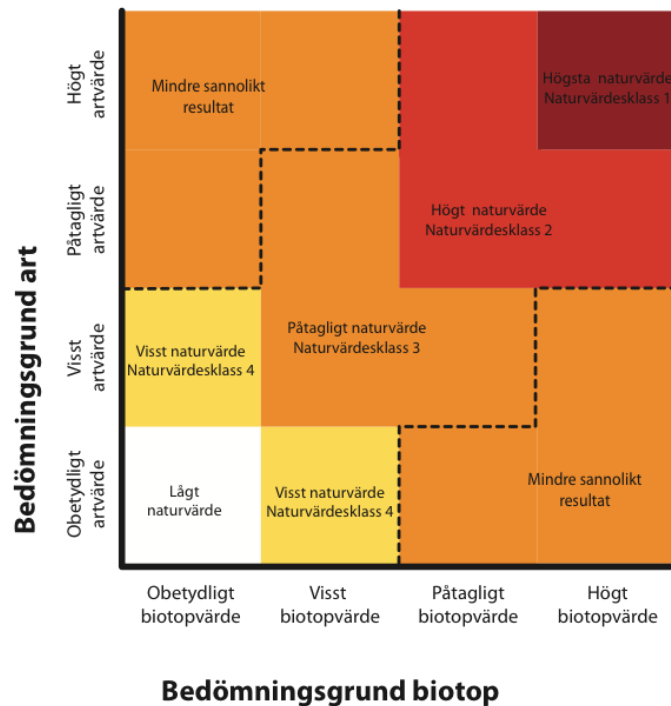 Bedömningsgrund art
Högt
artvärde
Påtagligt
artvärde
Visst
artvärde
Obetydligt
artvärde
Mindre sannolikt
resultat
Högsta naturvärde
Naturvärdesklass 1
Högt naturvärde
Naturvärdesklass 2
Påtagligt naturvärde
Naturvärdesklass 3
Visst naturvärde
Naturvärdesklass 4
Lågt
naturvärde
Visst naturvärde
Naturvärdesklass 4
Mindre sannolikt
resultat
Obetydligt
biotopvärde
Visst
biotopvärde
Påtagligt
biotopvärde
Högt
biotopvärde
Bedömningsgrund biotop